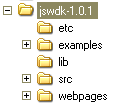 jswdk-1.0.1
etc
examples
lib
src
webpages